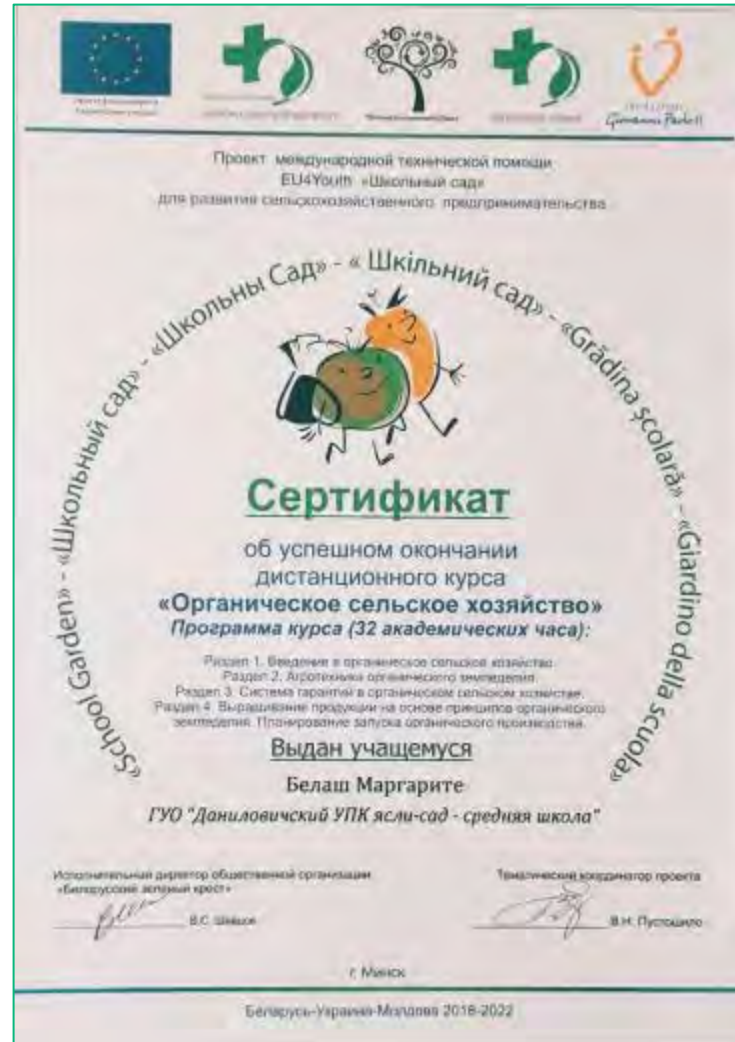 Giovanni Paolo II
Проект международной технической помощи
EU4Youth «Школьный сад»
для развития сельскохозяйственного предпринимательства
«School Garden» - «Школьный сад» - «Школьны Сад» - « Шкільний сад» - «Grădina școlară» - «Giardino della scuola»
Сертификат
об успешном окончании
дистанционного курса
«Органическое сельское хозяйство»
Программа курса (32 академических часа):
Раздел 1. Введение в органическое сельское хозяйство.
Раздел 2. Агротехника органического земледелия.
Раздел 3. Система гарантий в органическом сельском хозяйстве.
Раздел 4. Выращивание продукции на основе принципов органического
земледелия. Планирование запуска органического производства.
Выдан учащемуся
Белаш Маргарите
ГУО "Даниловичский УПК ясли-сад - средняя школа"
Исполнительный директор общественной организации
«Белорусский зеленый крест»
В.С.
Тематический координатор проекта
В.Н. Пустошило
г. Минск
Беларусь-Украина-Молдова 2018-2022